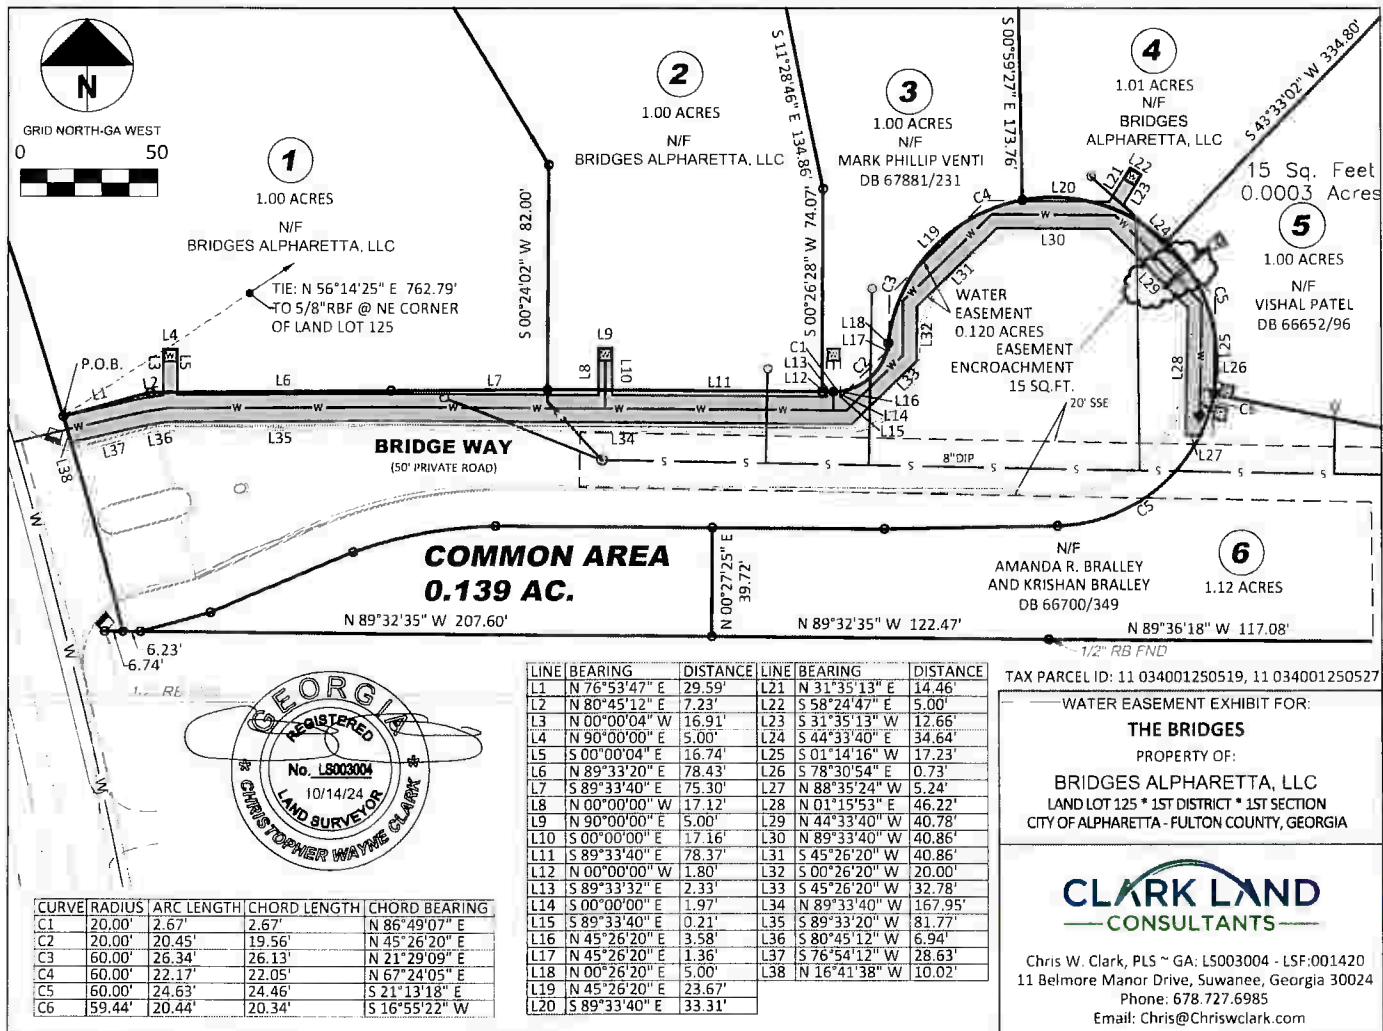 N
GRID NORTH-GA WEST
0 50
1
1.00 ACRES
N/F
BRIDGES ALPHARETTA, LLC
TIE: N 56°14'25" E 762.79'
TO 5/8"RBF @ NE CORNER
OF LAND LOT 125
P.O.B.
S 00°24'02" W 82.00'
2
1.00 ACRES
N/F
BRIDGES ALPHARETTA, LLC
S 11°28'46" E 134.86'
S 00°26'28" W 74.07'
3
1.00 ACRES
N/F
MARK PHILLIP VENTI
DB 67881/231
S 00°59'27" E 173.76'
4
1.01 ACRES
N/F
BRIDGES
ALPHARETTA, LLC
S 43°33'02" W 334.80'
15 Sq. Feet
0.0003 Acres
5
1.00 ACRES
N/F
VISHAL PATEL
DB 66652/96
WATER
EASEMENT
0.120 ACRES
EASEMENT
ENCROACHMENT
15 SQ.FT.
20' SSE
L1
L2
L3
L4
L5
L6
L7
L8
L9
L10
L11
C1
L13
L12
L18
L17
C2
C3
L19
C4
L20
L21
L22
L23
L24
C5
L25
L26
L27
L28
L29
L30
L31
L32
L33
L16
L14
L15
L34
L35
L36
L37
L38
C5
BRIDGE WAY
(50' PRIVATE ROAD)
8"DIP
COMMON AREA
0.139 AC.
N 00°27'25" E
39.72'
N/F
AMANDA R. BRALLEY
AND KRISHAN BRALLEY
DB 66700/349
6
1.12 ACRES
N 89°32'35" W 207.60'
N 89°32'35" W 122.47'
N 89°36'18" W 117.08'
1/2" RB FND
6.23'
6.74'
GEORGIA
REGISTERED
No. LS003004
10/14/24
LAND SURVEYOR
* CHRISTOPHER WAYNE CLARK *
CURVE RADIUS ARC LENGTH CHORD LENGTH CHORD BEARING
C1 20.00' 2.67' 2.67' N 86°49'07" E
C2 20.00' 20.45' 19.56' N 45°26'20" E
C3 60.00' 26.34' 26.13' N 21°29'09" E
C4 60.00' 22.17' 22.05' N 67°24'05" E
C5 60.00' 24.63' 24.46' S 21°13'18" E
C6 59.44' 20.44' 20.34' S 16°55'22" W
LINE BEARING DISTANCE LINE BEARING DISTANCE
L1 N 76°53'47" E 29.59' L21 N 31°35'13" E 14.46'
L2 N 80°45'12" E 7.23' L22 S 58°24'47" E 5.00'
L3 N 00°00'04" W 16.91' L23 S 31°35'13" W 12.66'
L4 N 90°00'00" E 5.00' L24 S 44°33'40" E 34.64'
L5 S 00°00'04" E 16.74' L25 S 01°14'16" W 17.23'
L6 N 89°33'20" E 78.43' L26 S 78°30'54" E 0.73'
L7 S 89°33'40" E 75.30' L27 N 88°35'24" W 5.24'
L8 N 00°00'00" W 17.12' L28 N 01°15'53" E 46.22'
L9 N 90°00'00" E 5.00' L29 N 44°33'40" W 40.78'
L10 S 00°00'00" E 17.16' L30 N 89°33'40" W 40.86'
L11 S 89°33'40" E 78.37' L31 S 45°26'20" W 40.86'
L12 N 00°00'00" W 1.80' L32 S 00°26'20" W 20.00'
L13 S 89°33'32" E 2.33' L33 S 45°26'20" W 32.78'
L14 S 00°00'00" E 1.97' L34 N 89°33'40" W 167.95'
L15 S 89°33'40" E 0.21' L35 S 89°33'20" W 81.77'
L16 N 45°26'20" E 3.58' L36 S 80°45'12" W 6.94'
L17 N 45°26'20" E 1.36' L37 S 76°54'12" W 28.63'
L18 N 00°26'20" E 5.00' L38 N 16°41'38" W 10.02'
L19 N 45°26'20" E 23.67'
L20 S 89°33'40" E 33.31'
TAX PARCEL ID: 11 034001250519, 11 034001250527
WATER EASEMENT EXHIBIT FOR:
THE BRIDGES
PROPERTY OF:
BRIDGES ALPHARETTA, LLC
LAND LOT 125 * 1ST DISTRICT * 1ST SECTION
CITY OF ALPHARETTA - FULTON COUNTY, GEORGIA
CLARK LAND
CONSULTANTS
Chris W. Clark, PLS ~ GA: LS003004 - LSF:001420
11 Belmore Manor Drive, Suwanee, Georgia 30024
Phone: 678.727.6985
Email: Chris@Chriswclark.com